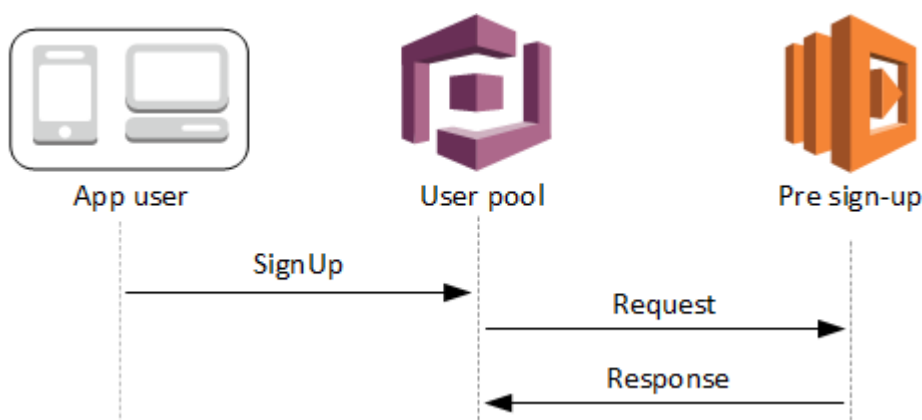 App user
User pool
Pre sign-up
SignUp
Request
Response